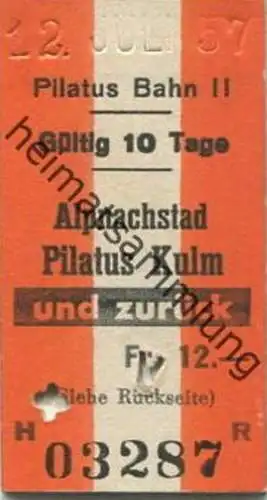 12. JULI 57
Pilatus Bahn II
Gültig 10 Tage
Alpnachstad
Pilatus Kulm
und zurück
Fr. 12.-
(Siehe Rückseite)
H R
03287
heimatsammlung.de